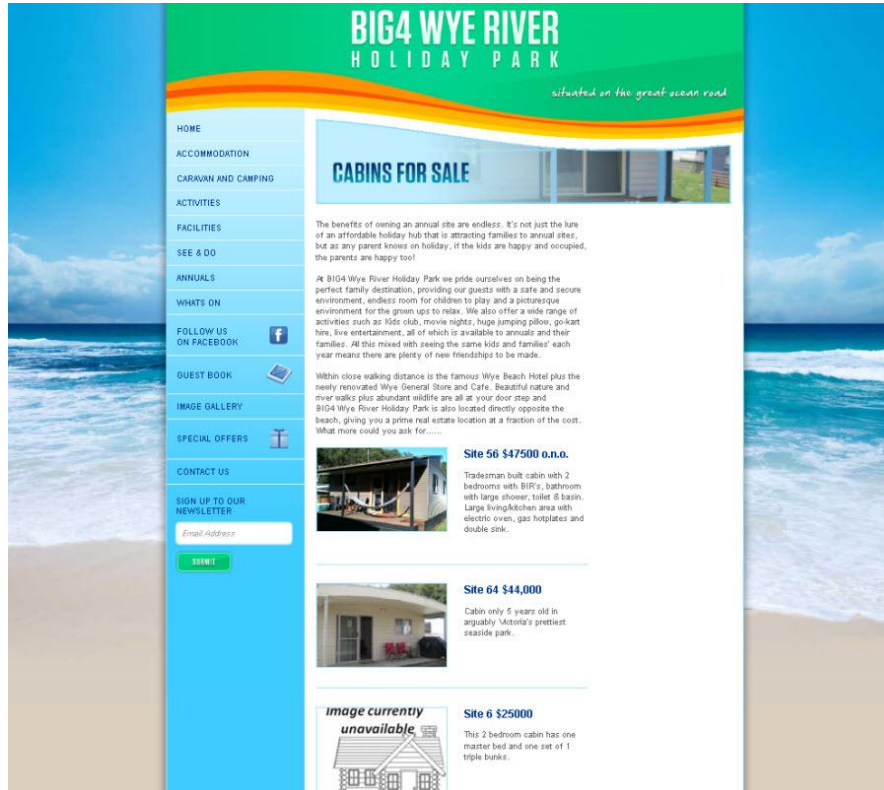 BIG4 WYE RIVER
HOLIDAY PARK
situated on the great ocean road
HOME
ACCOMMODATION
CARAVAN AND CAMPING
ACTIVITIES
FACILITIES
SEE & DO
ANNUALS
WHATS ON
FOLLOW US
ON FACEBOOK
GUEST BOOK
IMAGE GALLERY
SPECIAL OFFERS
CONTACT US
SIGN UP TO OUR
NEWSLETTER
Email Address
SUBMIT
CABINS FOR SALE
The benefits of owning an annual site are endless. It's not just the lure
of an affordable holiday hub that is attracting families to annual sites,
but as any parent knows on holiday, if the kids are happy and occupied,
the parents are happy too!
At BIG4 Wye River Holiday Park we pride ourselves on being the
perfect family destination, providing our guests with a safe and secure
environment, endless room for children to play and a picturesque
environment for the grown ups to relax. We also offer a wide range of
activities such as Kids club, movie nights, huge jumping pillow, go-kart
hire, live entertainment, all of which is available to annuals and their
families. All this mixed with seeing the same kids and families' each
year means there are plenty of new friendships to be made.
Within close walking distance is the famous Wye Beach Hotel plus the
newly renovated Wye General Store and Cafe. Beautiful nature and
river walks plus abundant wildlife are all at your door step and
BIG4 Wye River Holiday Park is also located directly opposite the
beach, giving you a prime real estate location at a fraction of the cost.
What more could you ask for......
Site 56 $47500 o.n.o.
Tradesman built cabin with 2
bedrooms with BIR's, bathroom
with large shower, toilet & basin.
Large living/kitchen area with
electric oven, gas hotplates and
double sink.
Site 64 $44,000
Cabin only 5 years old in
arguably Victoria's prettiest
seaside park.
Image currently
unavailable
Site 6 $25000
This 2 bedroom cabin has one
master bed and one set of 1
triple bunks.